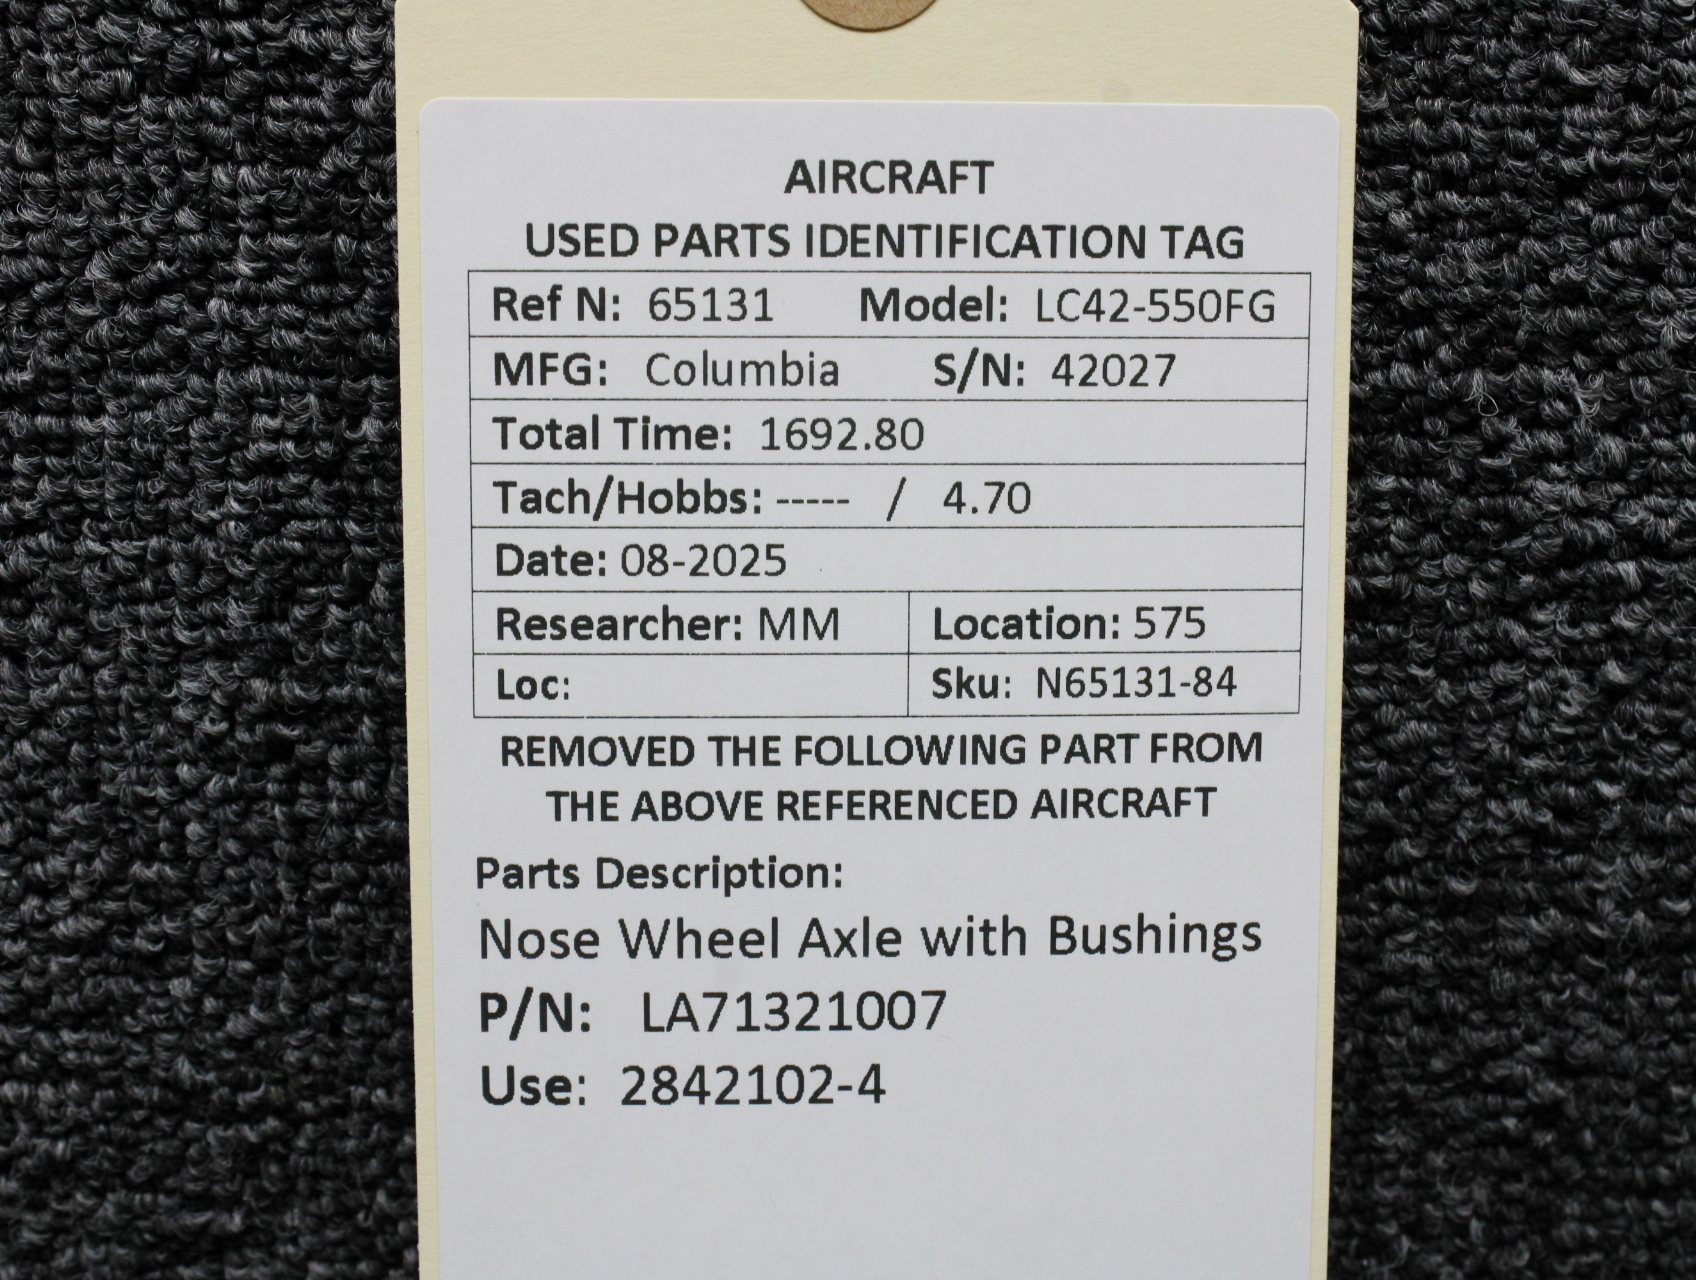 AIRCRAFT
USED PARTS IDENTIFICATION TAG
Ref N: 65131 Model: LC42-550FG
MFG: Columbia S/N: 42027
Total Time: 1692.80
Tach/Hobbs: ----- / 4.70
Date: 08-2025
Researcher: MM Location: 575
Loc: Sku: N65131-84
REMOVED THE FOLLOWING PART FROM
THE ABOVE REFERENCED AIRCRAFT
Parts Description:
Nose Wheel Axle with Bushings
P/N: LA71321007
Use: 2842102-4